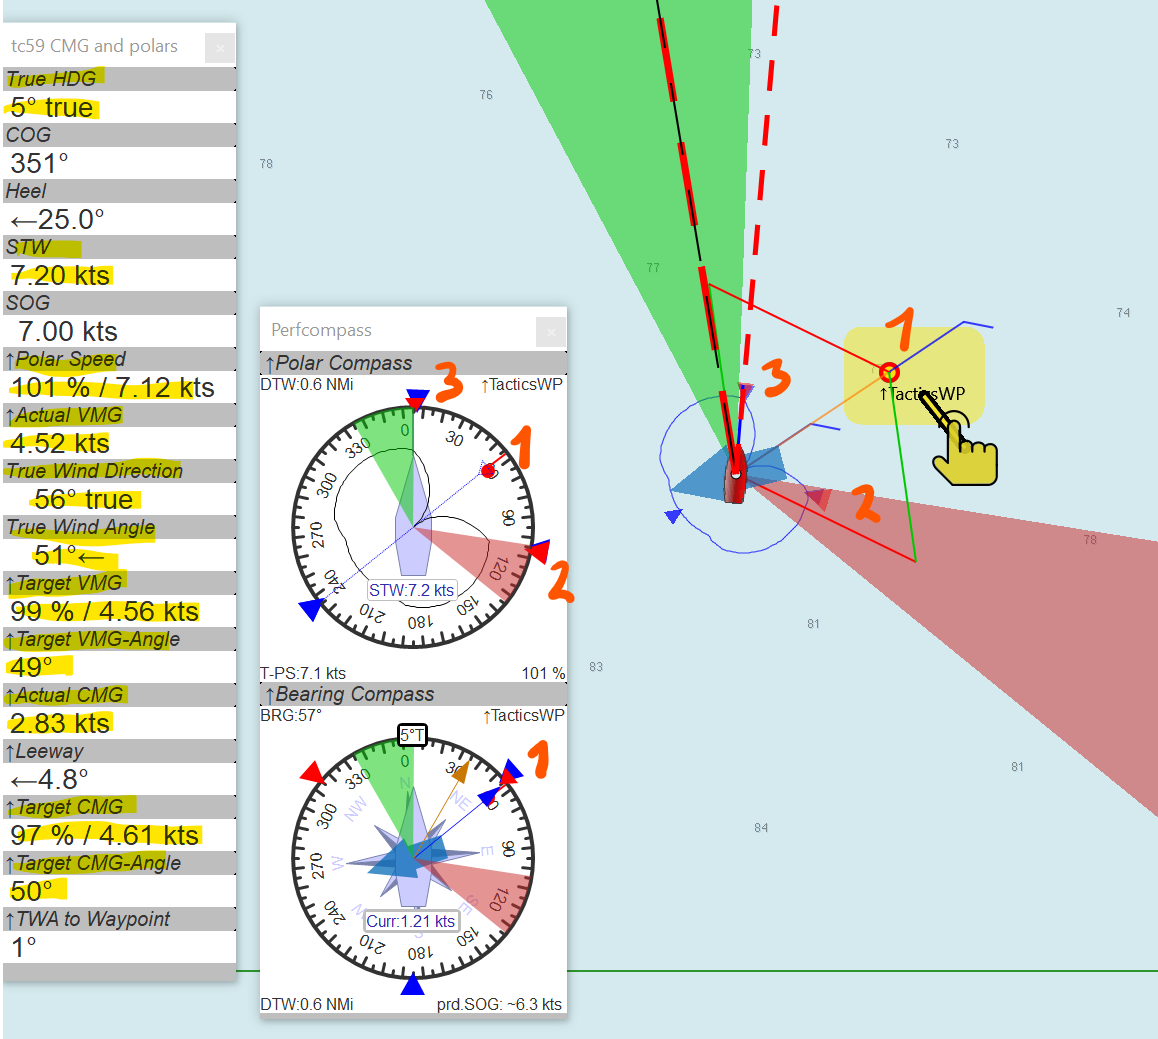 tc59 CMG and polars
True HDG
5° true
COG
351°
Heel
←25.0°
STW
7.20 kts
SOG
7.00 kts
↑Polar Speed
101 % / 7.12 kts
↑Actual VMG
4.52 kts
True Wind Direction
56° true
True Wind Angle
51°←
↑Target VMG
99 % / 4.56 kts
↑Target VMG-Angle
49°
↑Actual CMG
2.83 kts
↑Leeway
←4.8°
↑Target CMG
97 % / 4.61 kts
↑Target CMG-Angle
50°
↑TWA to Waypoint
1°
Perfcompass
↑Polar Compass
DTW:0.6 NMi ↑TacticsWP
3
1
2
0
30
90
120
150
180
210
240
270
300
330
STW:7.2 kts
T-PS:7.1 kts 101 %
↑Bearing Compass
BRG:57° ↑TacticsWP
1
5°T
0
30
90
120
150
180
210
240
270
300
330
N
NE
E
SE
S
W
NW
Curr:1.21 kts
DTW:0.6 NMi prd.SOG: ~6.3 kts
73
76
73
78
77
74
1
↑TacticsWP
3
2
78
81
83
81
84